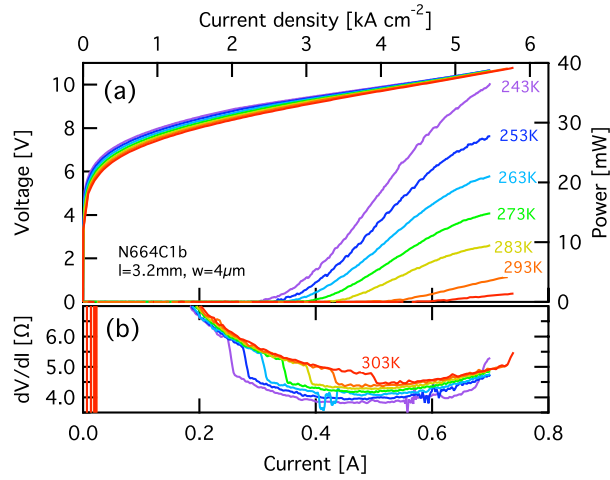 Current density [kA cm⁻²]
0 1 2 3 4 5 6
(a)
Voltage [V]
10
8
6
4
2
0
40
30
20
10
0
Power [mW]
243K
253K
263K
273K
283K
293K
N664C1b
l=3.2mm, w=4µm
(b)
dV/dI [Ω]
6.0
5.0
4.0
303K
0.0 0.2 0.4 0.6 0.8
Current [A]